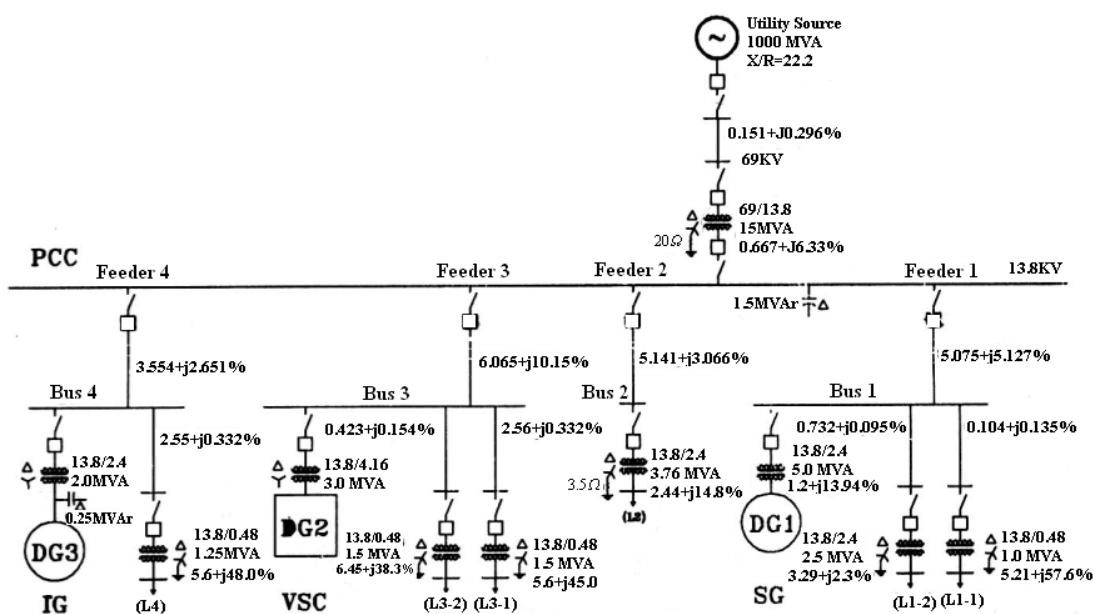 Utility Source
1000 MVA
X/R=22.2
0.151+J0.296%
69KV
69/13.8
15MVA
20Ω
0.667+J6.33%
PCC
Feeder 4
Feeder 3
Feeder 2
Feeder 1
13.8KV
1.5MVAr
3.554+j2.651%
6.065+j10.15%
5.141+j3.066%
5.075+j5.127%
Bus 4
Bus 3
Bus 2
Bus 1
2.55+j0.332%
0.423+j0.154%
2.56+j0.332%
0.732+j0.095%
0.104+j0.135%
13.8/2.4
2.0MVA
0.25MVAr
DG3
IG
13.8/0.48
1.25MVA
5.6+j48.0%
(L4)
13.8/4.16
3.0 MVA
DG2
VSC
13.8/0.48
1.5 MVA
6.45+j38.3%
(L3-2)
13.8/0.48
1.5 MVA
5.6+j45.0
(L3-1)
13.8/2.4
3.76 MVA
3.5Ω
2.44+j14.8%
(L2)
13.8/2.4
5.0 MVA
1.2+j13.94%
DG1
SG
13.8/2.4
2.5 MVA
3.29+j2.3%
(L1-2)
13.8/0.48
1.0 MVA
5.21+j57.6%
(L1-1)